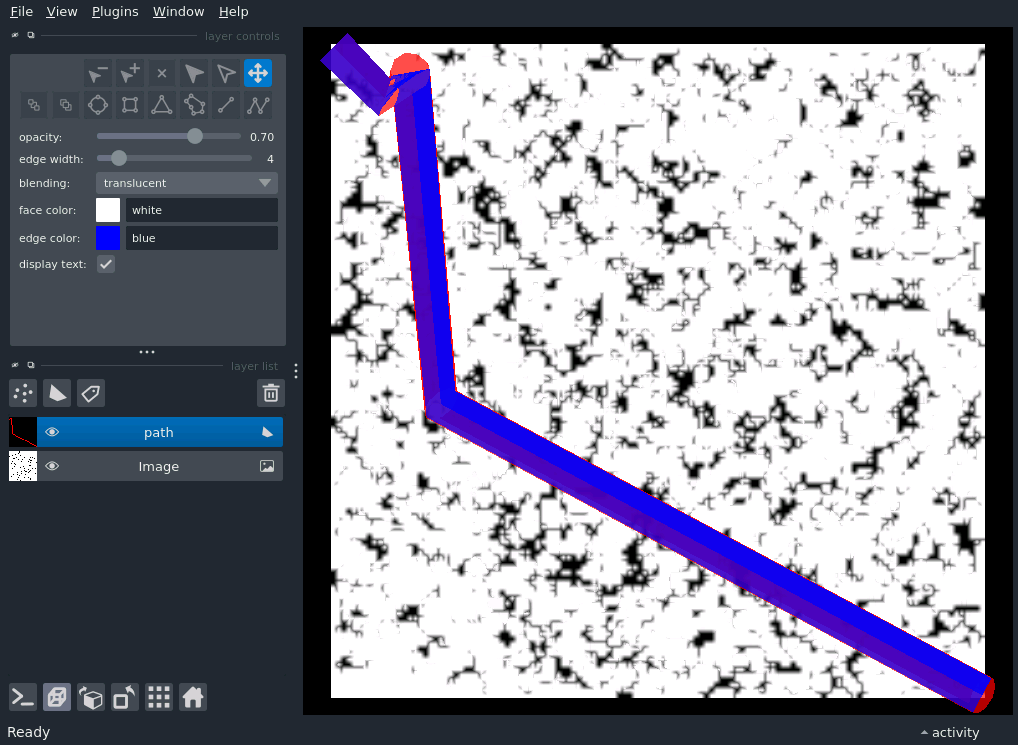 File View Plugins Window Help
layer controls
opacity: 0.70
edge width: 4
blending: translucent
face color: white
edge color: blue
display text:
layer list
path
Image
Ready
activity